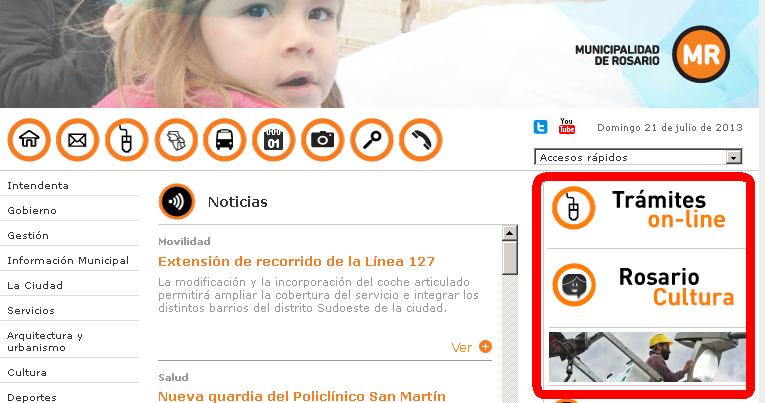 MUNICIPALIDAD
DE ROSARIO
MR
01
You
Tube
Domingo 21 de julio de 2013
Accesos rápidos
Intendenta
Gobierno
Gestión
Información Municipal
La Ciudad
Servicios
Arquitectura y
urbanismo
Cultura
Deportes
Noticias
Movilidad
Extensión de recorrido de la Línea 127
La modificación y la incorporación del coche articulado
permitirá ampliar la cobertura del servicio e integrar los
distintos barrios del distrito Sudoeste de la ciudad.
Ver
Salud
Nueva guardia del Policlínico San Martín
Trámites
on-line
Rosario
Cultura